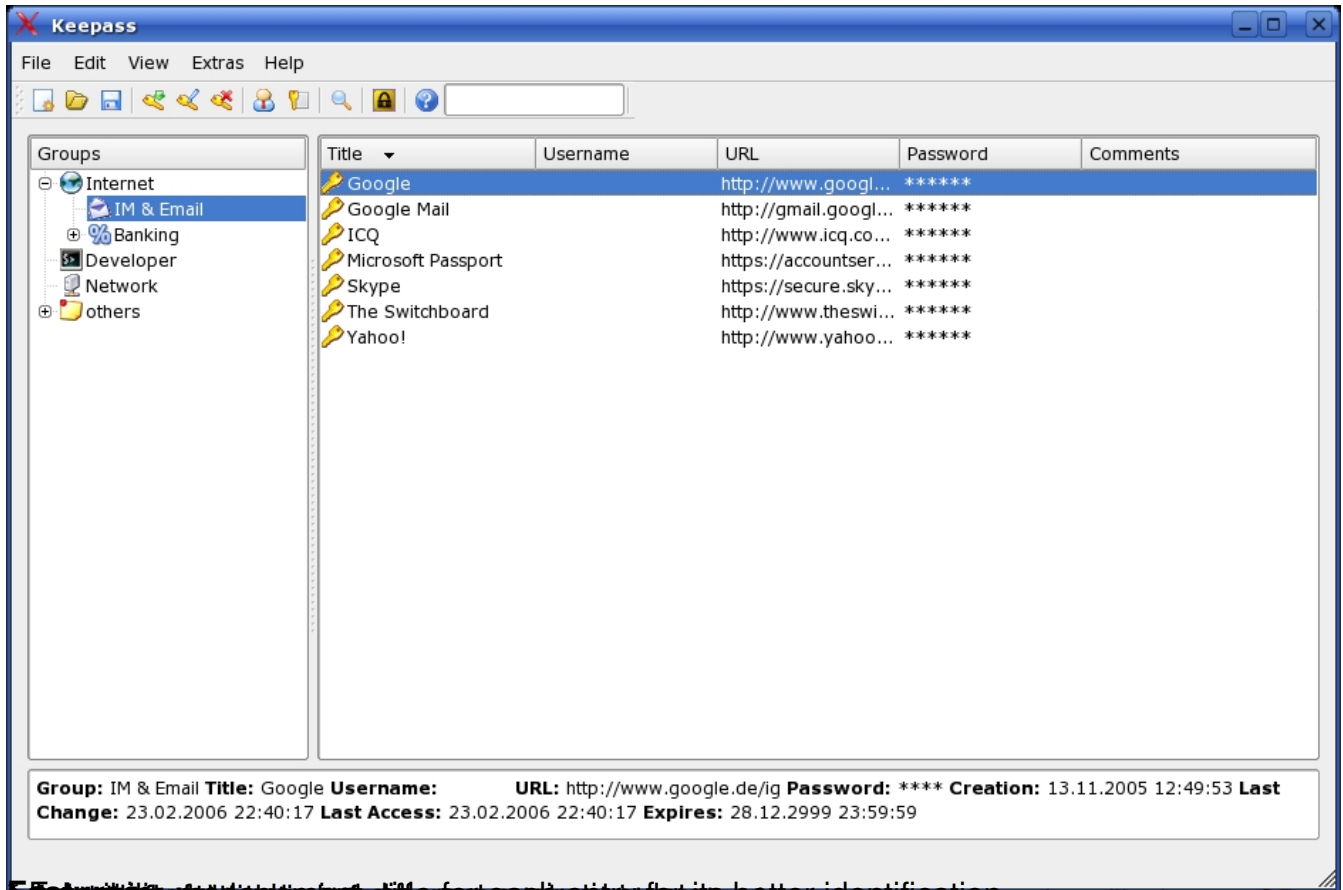 Keepass
File Edit View Extras Help
Groups
Internet
IM & Email
Banking
Developer
Network
others
Title Username URL Password Comments
Google http://www.googl... ******
Google Mail http://gmail.googl... ******
ICQ http://www.icq.co... ******
Microsoft Passport https://accountser... ******
Skype https://secure.sky... ******
The Switchboard http://www.theswi... ******
Yahoo! http://www.yahoo... ******
Group: IM & Email Title: Google Username: URL: http://www.google.de/ig Password: **** Creation: 13.11.2005 12:49:53 Last
Change: 23.02.2006 22:40:17 Last Access: 23.02.2006 22:40:17 Expires: 28.12.2999 23:59:59
better identification